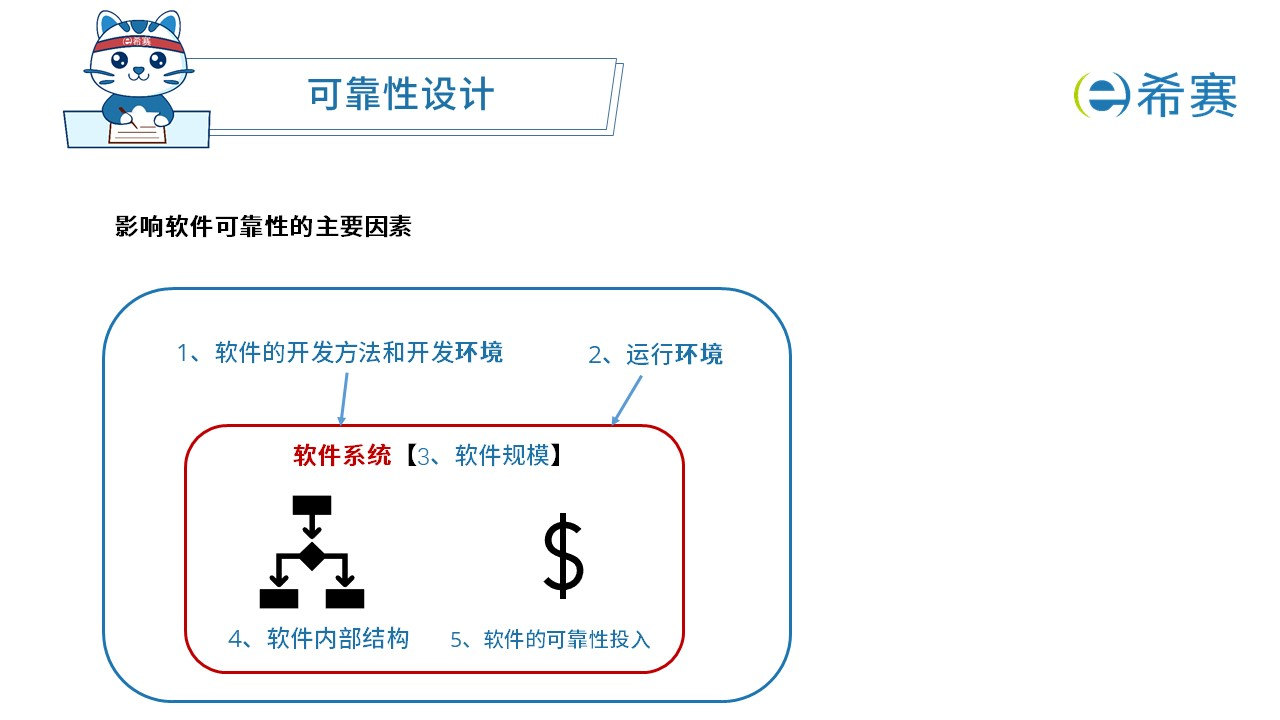 希赛
可靠性设计
希赛
影响软件可靠性的主要因素
1、软件的开发方法和开发环境
2、运行环境
软件系统【3、软件规模】
4、软件内部结构
5、软件的可靠性投入